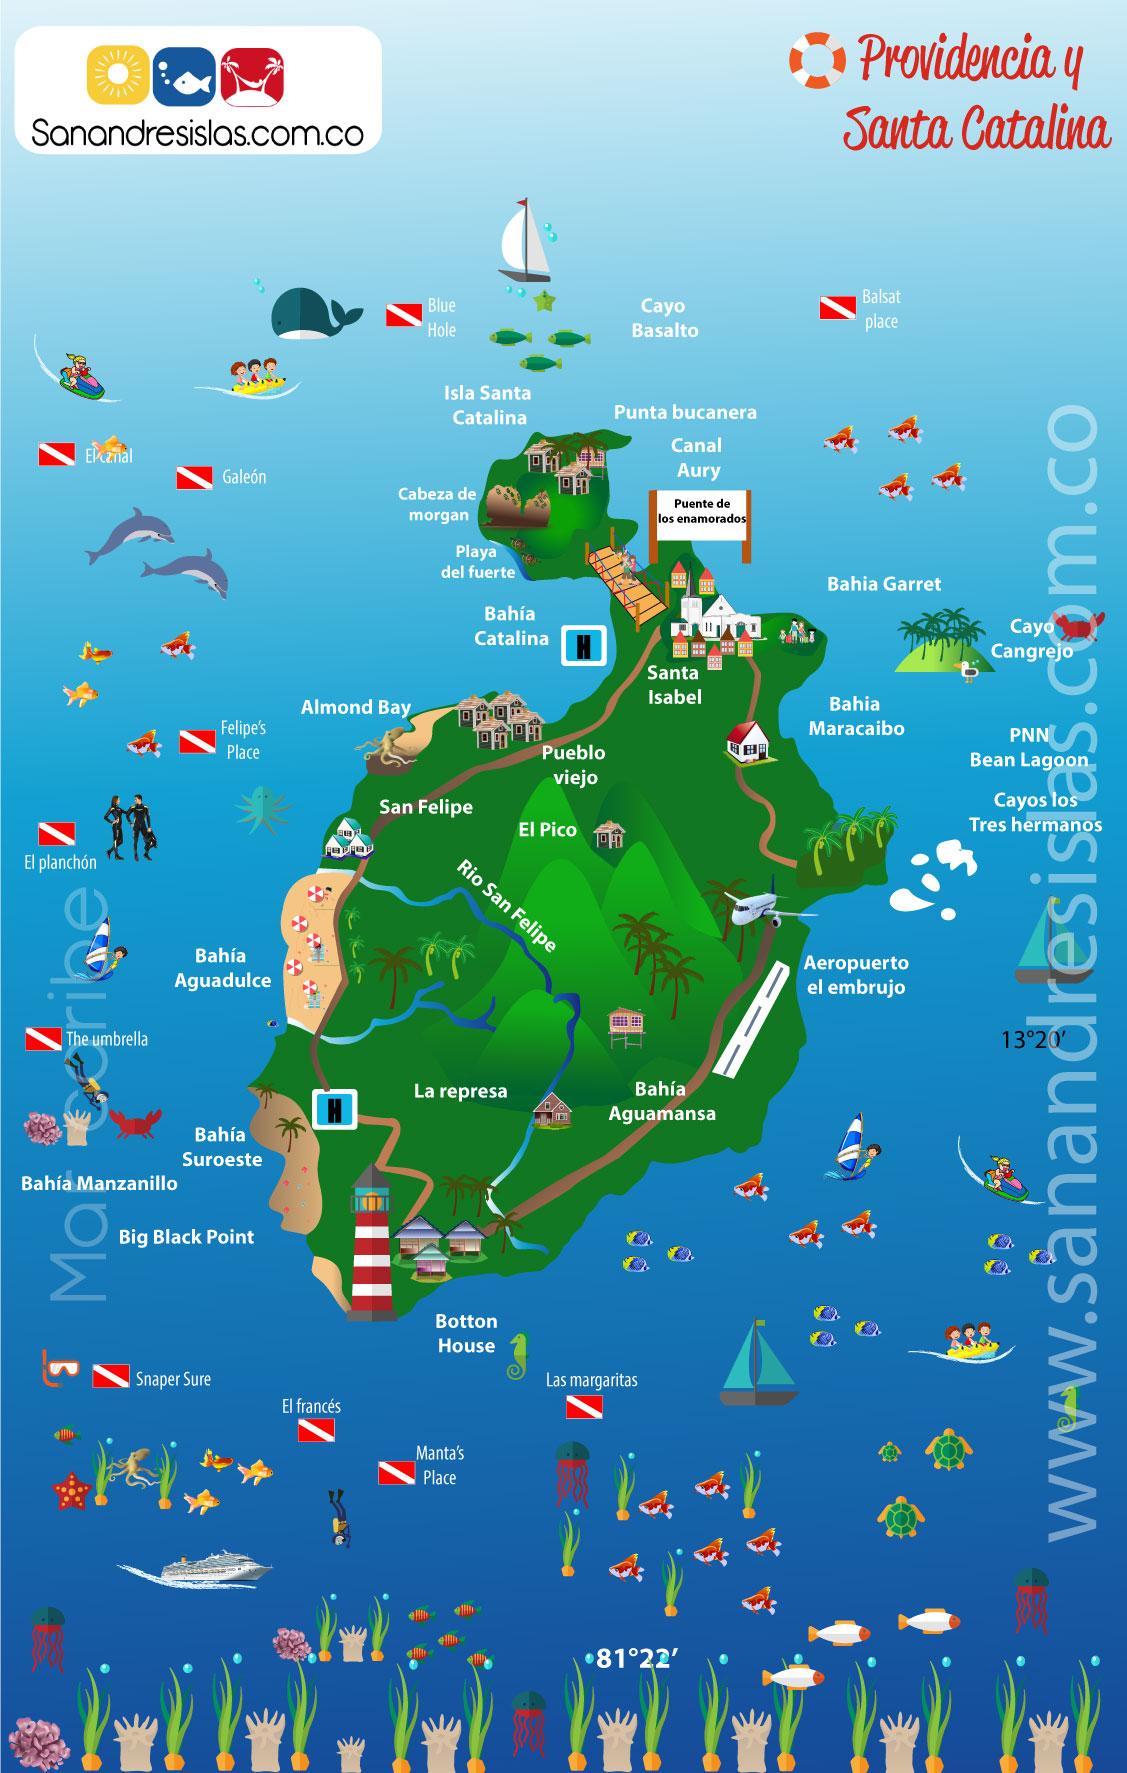 Sanandresislas.com.co
Providencia y
Santa Catalina
Blue
Hole
Cayo
Basalto
Balsat
place
Isla Santa
Catalina
Punta bucanera
Canal
Aury
El canal
Galeón
Cabeza de
morgan
Puente de
los enamorados
Playa
del fuerte
Bahia Garret
Bahía
Catalina
H
Cayo
Cangrejo
Santa
Isabel
Almond Bay
Bahia
Maracaibo
Felipe's
Place
Pueblo
viejo
PNN
Bean Lagoon
San Felipe
Cayos los
Tres hermanos
El Pico
El planchón
Rio San Felipe
Bahía
Aguadulce
Aeropuerto
el embrujo
The umbrella
13°20'
La represa
Bahía
Aguamansa
H
Bahía
Suroeste
Bahía Manzanillo
Big Black Point
Mar caribe
www.sanandresislas.com.co
Botton
House
Snaper Sure
Las margaritas
El francés
Manta's
Place
81°22'